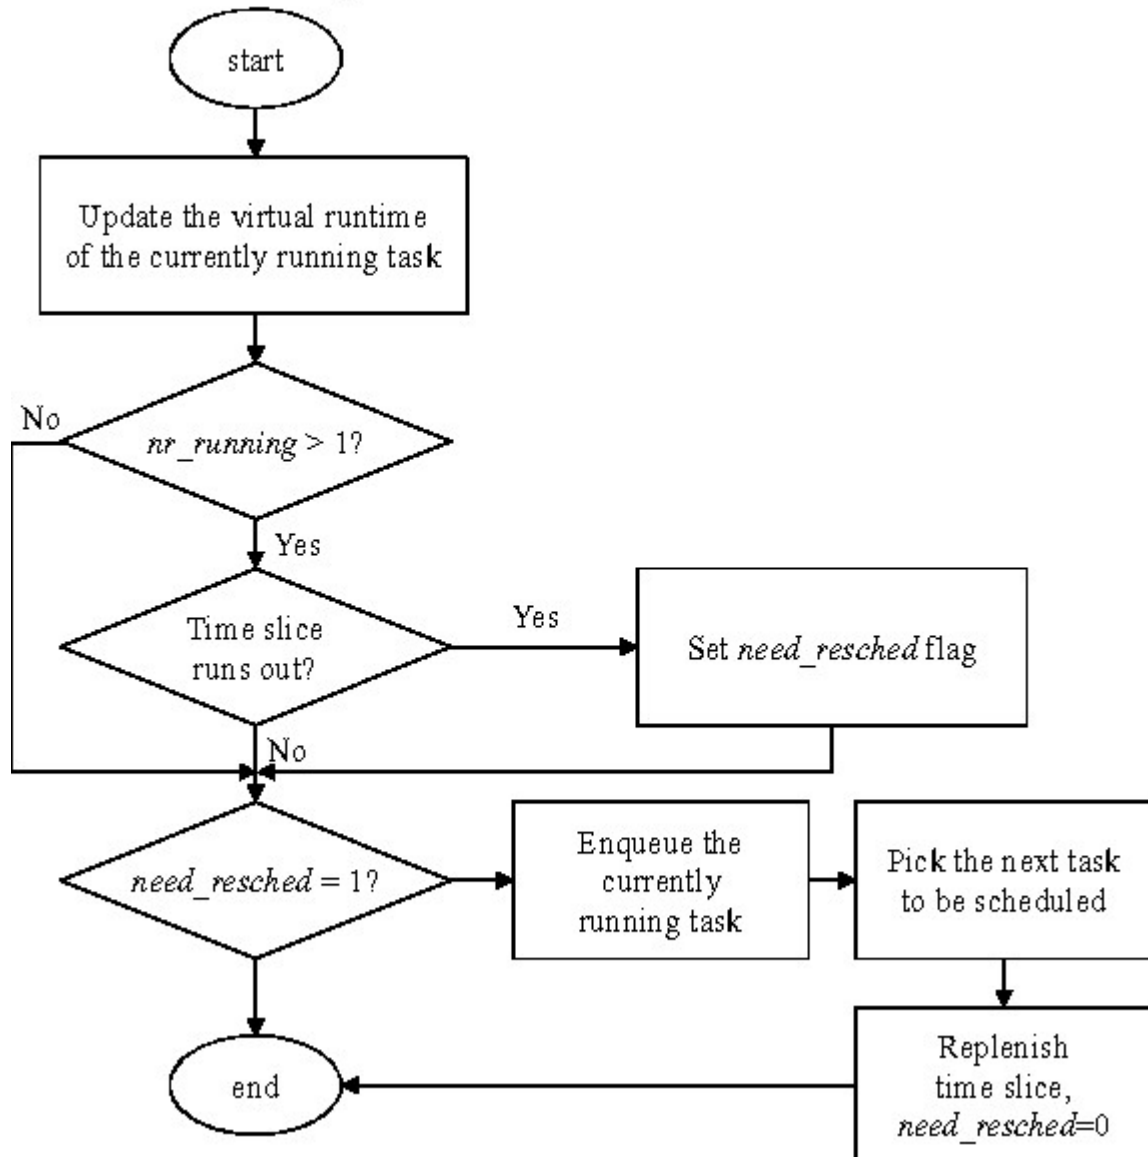 start
Update the virtual runtime
of the currently running task
No
nr_running > 1?
Yes
Time slice
runs out?
Yes
Set need_resched flag
No
need_resched = 1?
Enqueue the
currently
running task
Pick the next task
to be scheduled
Replenish
time slice,
need_resched=0
end